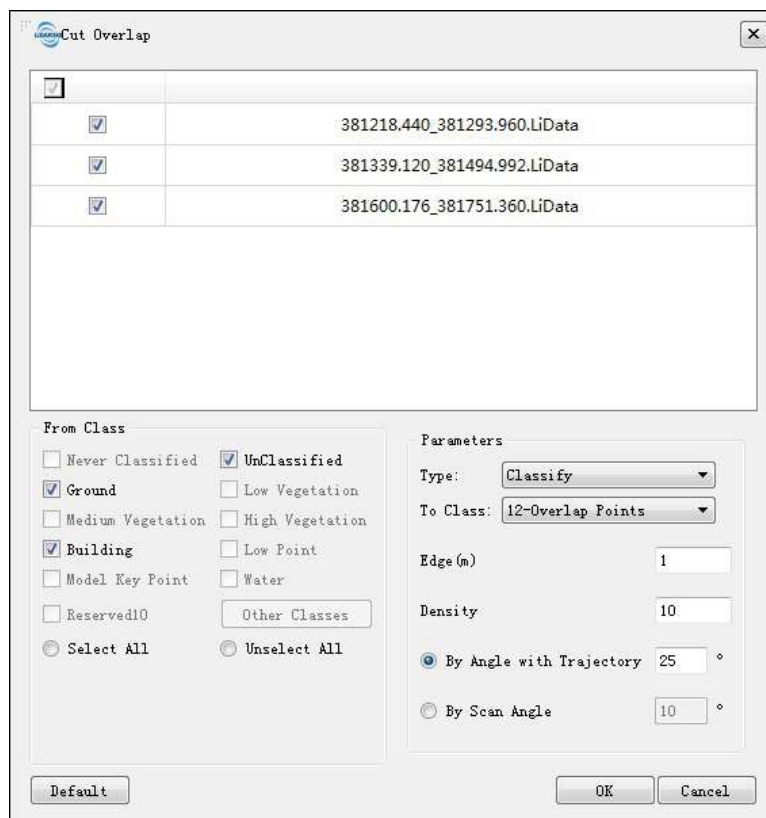 Cut Overlap
381218.440_381293.960.LiData
381339.120_381494.992.LiData
381600.176_381751.360.LiData
From Class
Never Classified UnClassified
Ground Low Vegetation
Medium Vegetation High Vegetation
Building Low Point
Model Key Point Water
Reserved10 Other Classes
Select All Unselect All
Parameters
Type: Classify
To Class: 12-Overlap Points
Edge(m) 1
Density 10
By Angle with Trajectory 25 °
By Scan Angle 10 °
Default OK Cancel